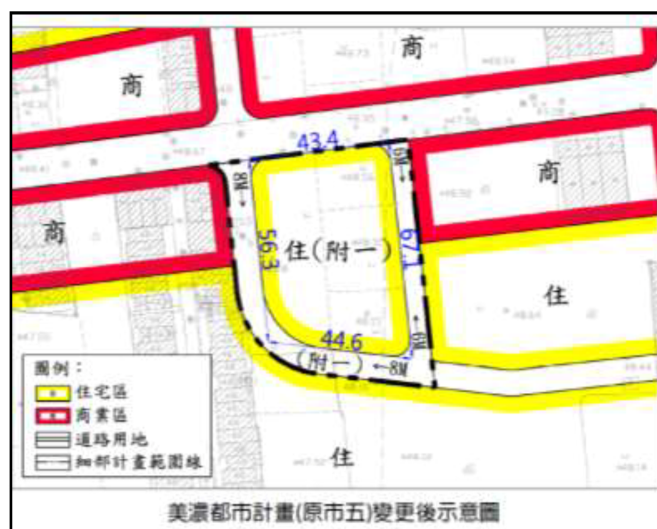 商
商
43.4
8M
6M
商
商
56.3
住(附一)
67.1
住
44.6
6M
(附一)
8M
圖例：
住宅區
商業區
道路用地
細部計畫範圍線
住
美濃都市計畫(原市五)變更後示意圖